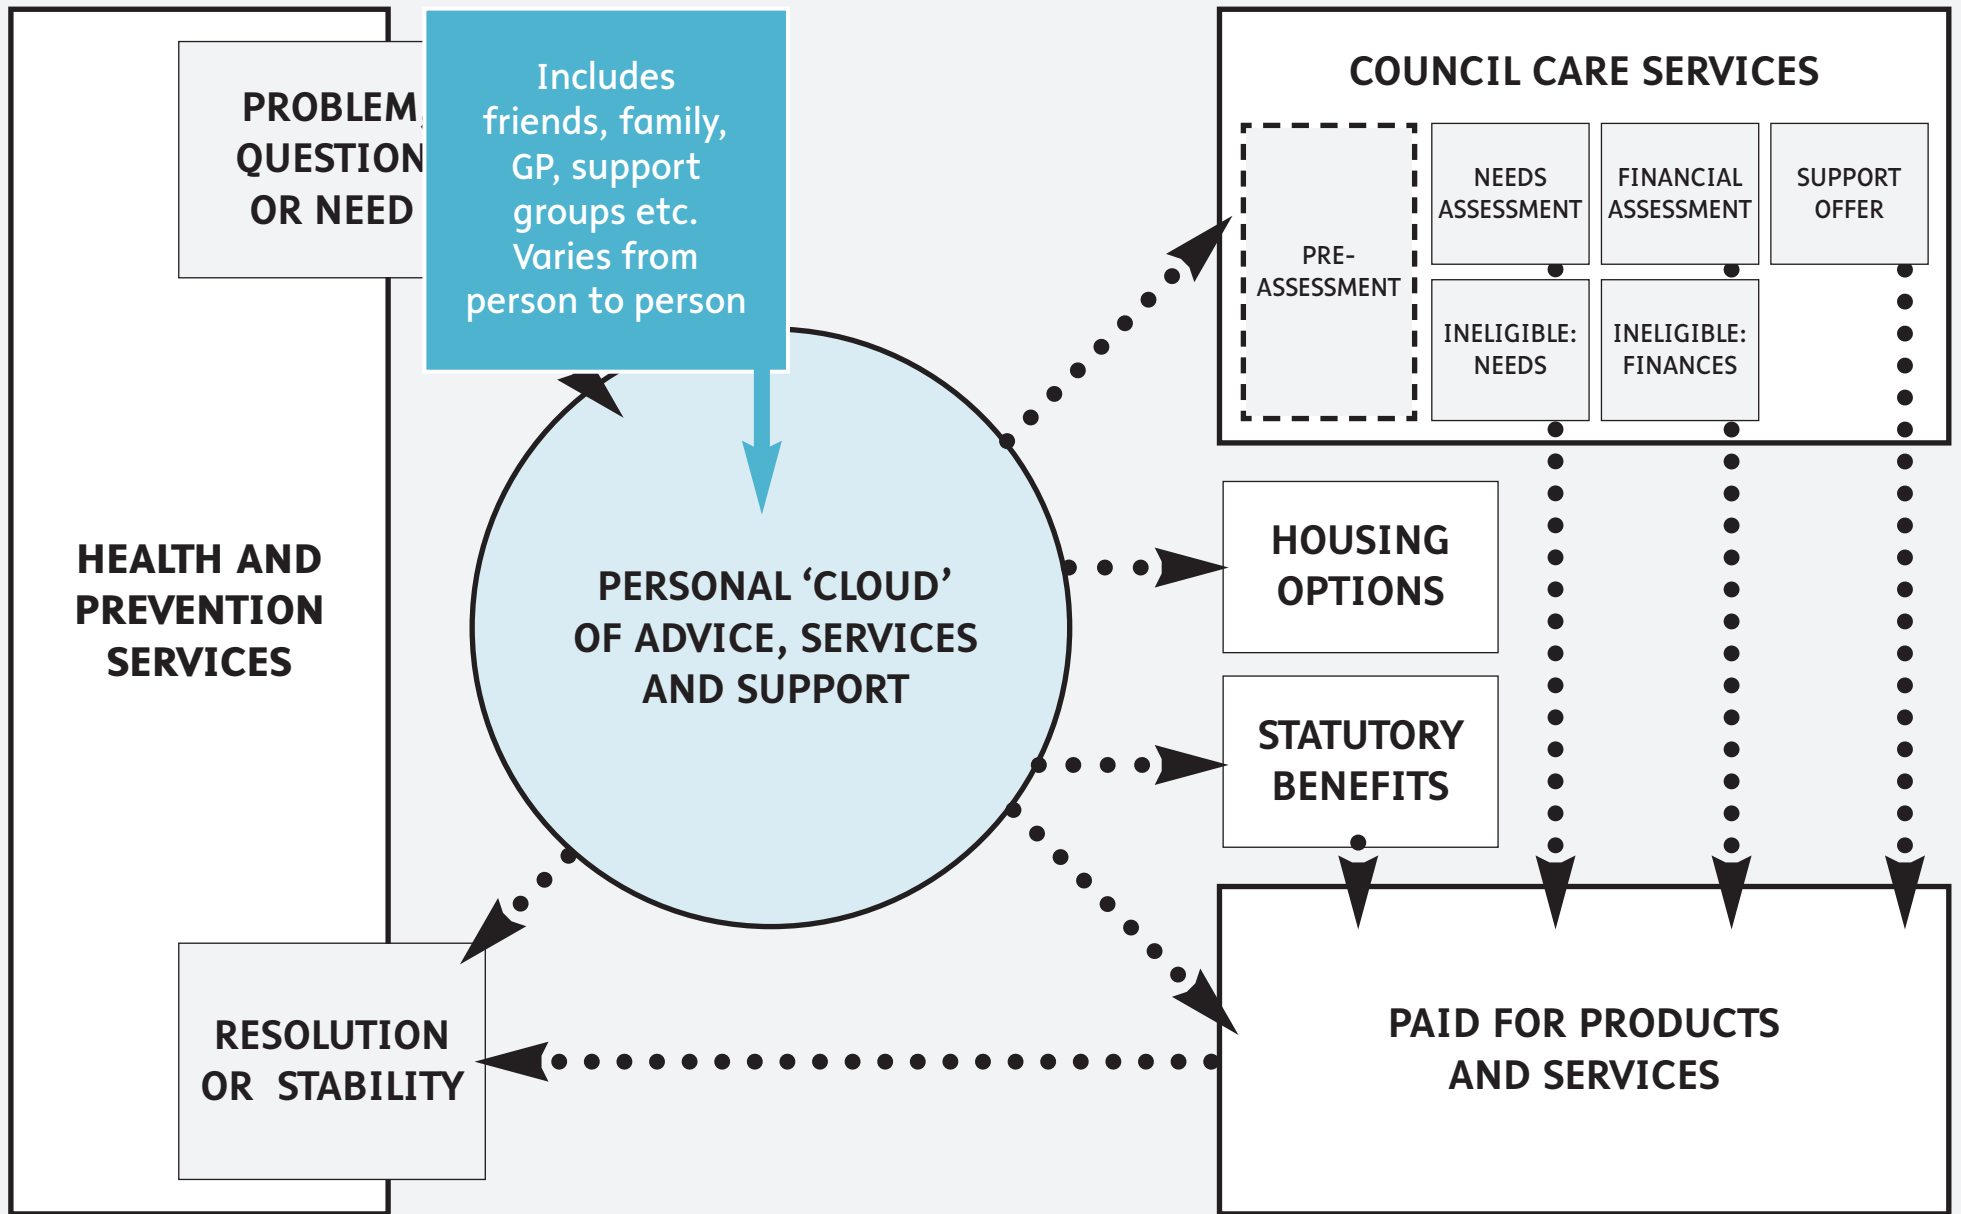 PROBLEM,
QUESTION
OR NEED
Includes
friends, family,
GP, support
groups etc.
Varies from
person to person
COUNCIL CARE SERVICES
PRE-
ASSESSMENT
NEEDS
ASSESSMENT
FINANCIAL
ASSESSMENT
SUPPORT
OFFER
INELIGIBLE:
NEEDS
INELIGIBLE:
FINANCES
HEALTH AND
PREVENTION
SERVICES
PERSONAL ‘CLOUD’
OF ADVICE, SERVICES
AND SUPPORT
HOUSING
OPTIONS
STATUTORY
BENEFITS
RESOLUTION
OR STABILITY
PAID FOR PRODUCTS
AND SERVICES